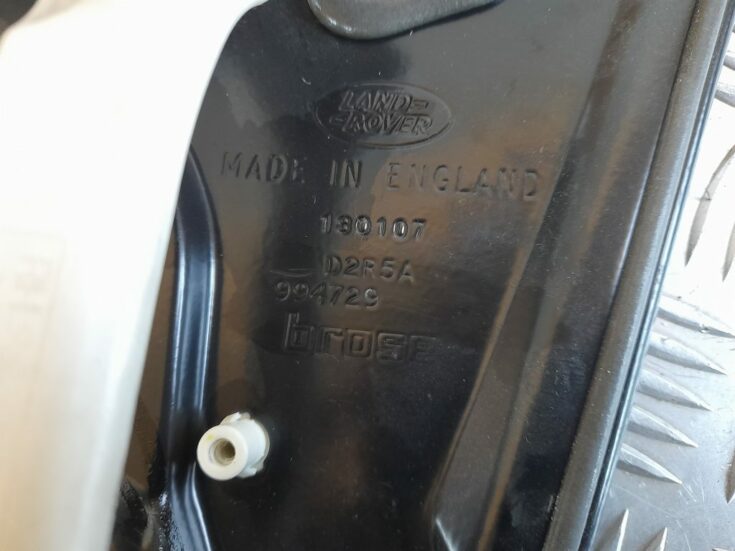 LAND-
-ROVER
MADE IN ENGLAND
130107
D2R5A
994729
brose